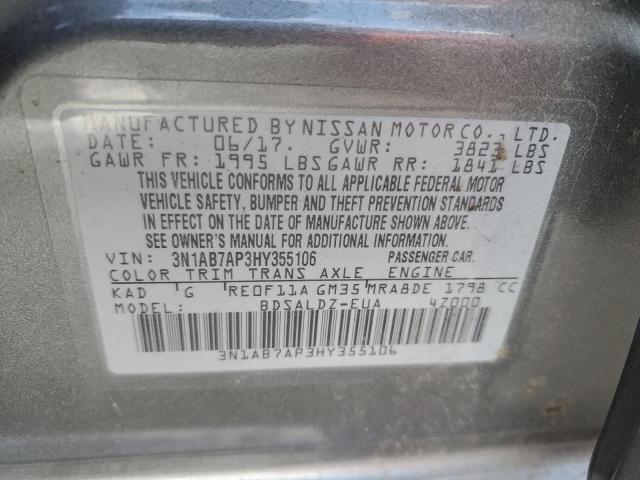 MANUFACTURED BY NISSAN MOTOR CO., LTD.
DATE: 06/17. GVWR: 3823 LBS
GAWR FR: 1995 LBS GAWR RR: 1841 LBS
THIS VEHICLE CONFORMS TO ALL APPLICABLE FEDERAL MOTOR
VEHICLE SAFETY, BUMPER AND THEFT PREVENTION STANDARDS
IN EFFECT ON THE DATE OF MANUFACTURE SHOWN ABOVE.
SEE OWNER'S MANUAL FOR ADDITIONAL INFORMATION.
VIN: 3N1AB7AP3HY355106 PASSENGER CAR.
COLOR TRIM TRANS AXLE ENGINE
KAD G RE0F11A GM35 MRA8DE 1798 CC
MODEL: BDSALDZ-EUA 4Z000
3N1AB7AP3HY355106